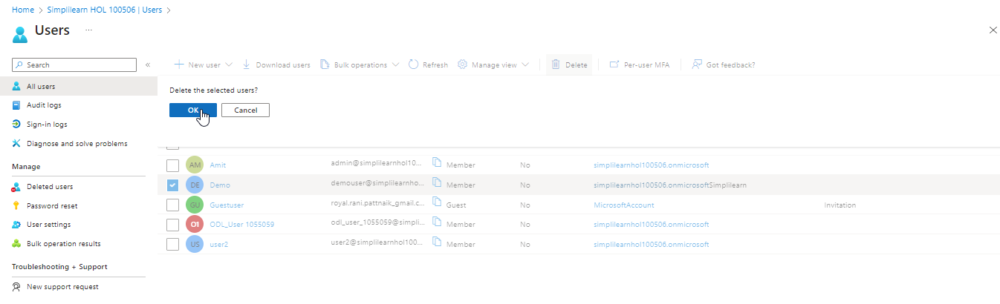 Home > Simplilearn HOL 100506 | Users >
Users ...
Search «
All users
Audit logs
Sign-in logs
Diagnose and solve problems
Manage
Deleted users
Password reset
User settings
Bulk operation results
Troubleshooting + Support
New support request
New user Download users Bulk operations Refresh Manage view Delete Per-user MFA Got feedback?
Delete the selected users?
OK Cancel
AM Amit admin@simplilearnhol10... Member No simplilearnhol100506.onmicrosoft
DE Demo demouser@simplilearnho... Member No simplilearnhol100506.onmicrosoftSimplilearn
GU Guestuser royal.rani.pattnaik_gmail.c... Guest No MicrosoftAccount Invitation
O1 ODL_User 1055059 odl_user_1055059@simpli... Member No simplilearnhol100506.onmicrosoft
US user2 user2@simplilearnhol100... Member No simplilearnhol100506.onmicrosoft